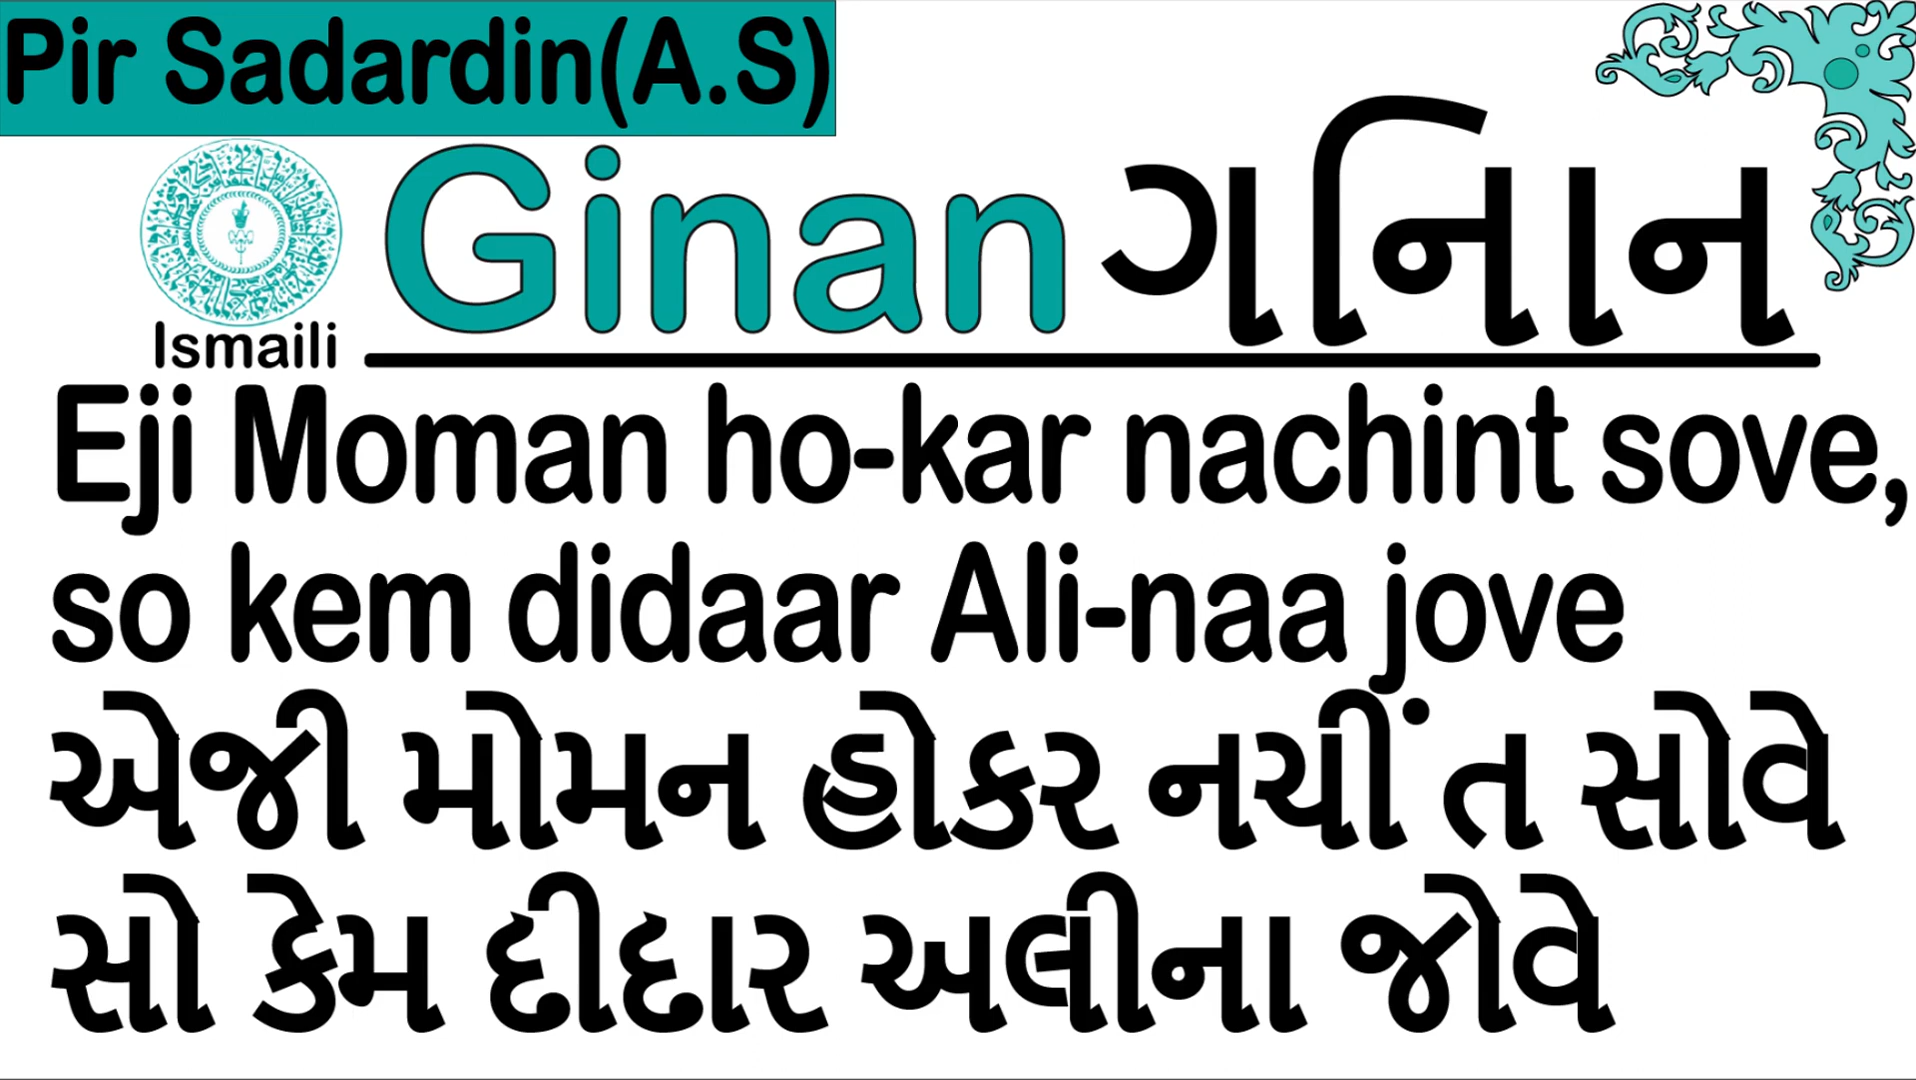 Pir Sadardin(A.S)
Ginan ગનિાન
Ismaili
Eji Moman ho-kar nachint sove,
so kem didaar Ali-naa jove
એજી મોમન હોકર નચીં ત સોવે
સો કેમ દીદાર અલીના જોવે